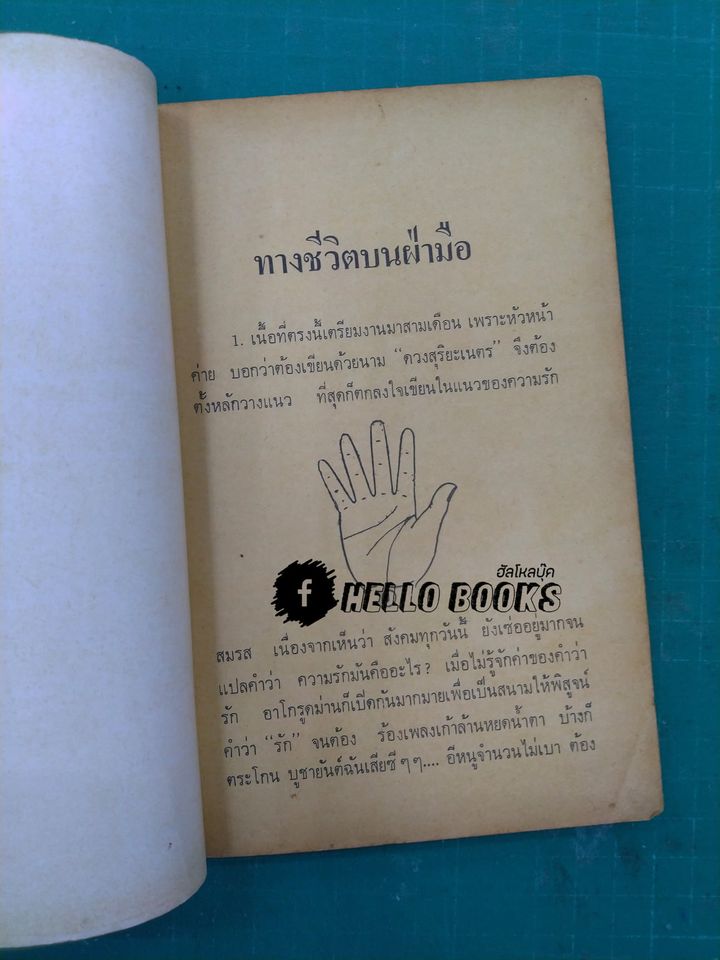 ทางชีวิตบนฝ่ามือ
1. เนื้อที่ตรงนี้เตรียมงานมาสามเดือน เพราะหัวหน้า
ค่าย บอกว่าต้องเขียนด้วยนาม “ดวงสุริยะเนตร” จึงต้อง
ตั้งหลักวางแนว ที่สุดก็ตกลงใจเขียนในแนวของความรัก
ฮัลโหลบุ๊ค
f HELLO BOOKS
สมรส เนื่องจากเห็นว่า สังคมทุกวันนี้ ยังเซ่ออยู่มากจน
แปลคำว่า ความรักมันคืออะไร? เมื่อไม่รู้จักค่าของคำว่า
รัก อาโกรูดม่านก็เปิดกันมากมายเพื่อเป็นสนามให้พิสูจน์
คำว่า “รัก” จนต้อง ร้องเพลงเก้าล้านหยดน้ำตา บ้างก็
ตระโกน บูชายันต์ฉันเสียซี ๆ ๆ.... อีหนูจำนวนไม่เบา ต้อง